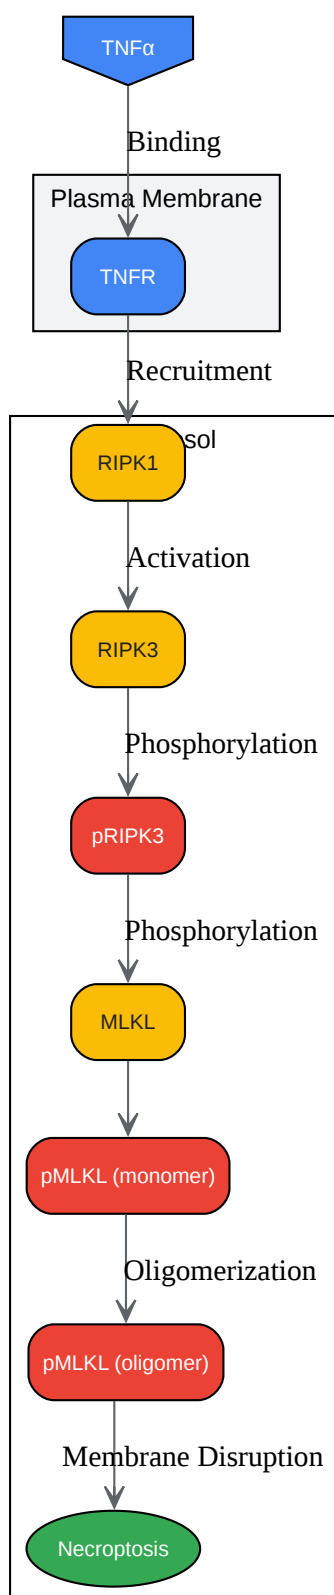 TNFα
Binding
Plasma Membrane
TNFR
Recruitment
sol
RIPK1
Activation
RIPK3
Phosphorylation
pRIPK3
Phosphorylation
MLKL
pMLKL (monomer)
Oligomerization
pMLKL (oligomer)
Membrane Disruption
Necroptosis